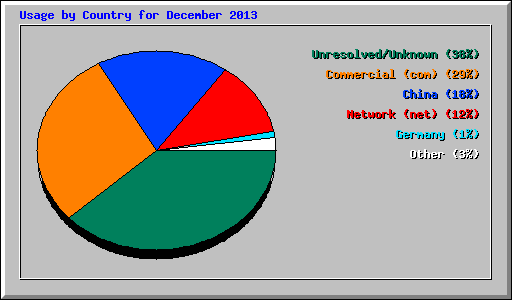 Usage by Country for December 2013
Unresolved/Unknown (38%)
Commercial (com) (29%)
China (18%)
Network (net) (12%)
Germany (1%)
Other (3%)